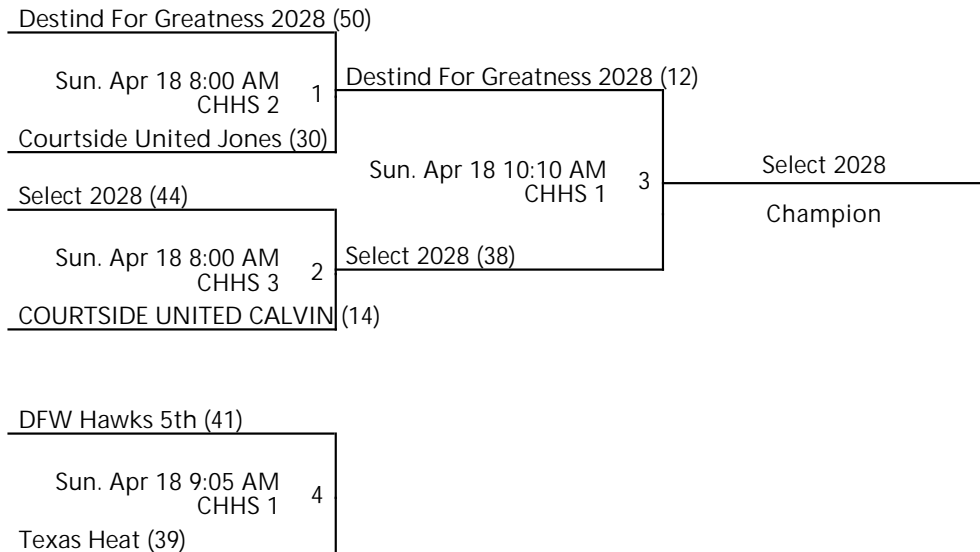 Destind For Greatness 2028 (50)
Sun. Apr 18 8:00 AM
CHHS 2
1
Courtside United Jones (30)
Destind For Greatness 2028 (12)
Select 2028 (44)
Sun. Apr 18 8:00 AM
CHHS 3
2
COURTSIDE UNITED CALVIN (14)
Sun. Apr 18 10:10 AM
CHHS 1
3
Select 2028 (38)
Select 2028
Champion
DFW Hawks 5th (41)
Sun. Apr 18 9:05 AM
CHHS 1
4
Texas Heat (39)